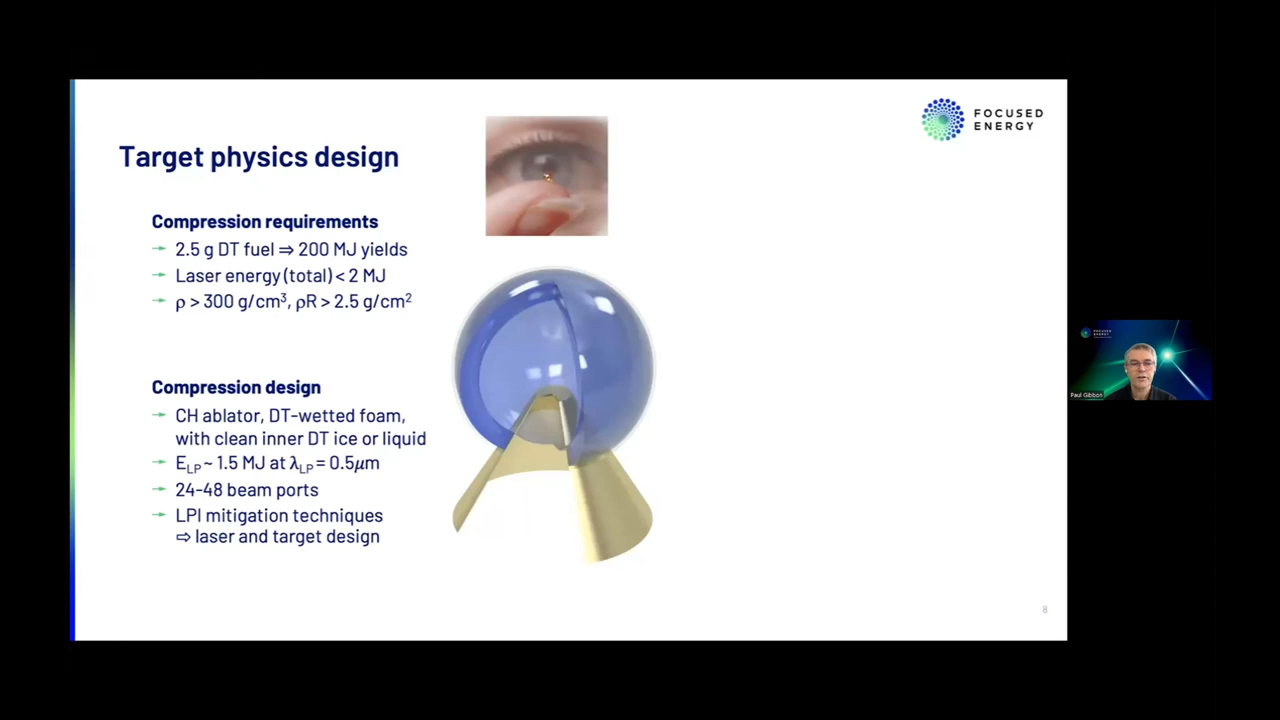 FOCUSED
ENERGY
Target physics design
Compression requirements
→ 2.5 g DT fuel ⇒ 200 MJ yields
→ Laser energy (total) < 2 MJ
→ ρ > 300 g/cm³, ρR > 2.5 g/cm²
Compression design
→ CH ablator, DT-wetted foam,
with clean inner DT ice or liquid
→ E_LP ~ 1.5 MJ at λ_LP = 0.5μm
→ 24-48 beam ports
→ LPI mitigation techniques
⇨ laser and target design
8
FOCUSED
ENERGY
Paul Gibbon